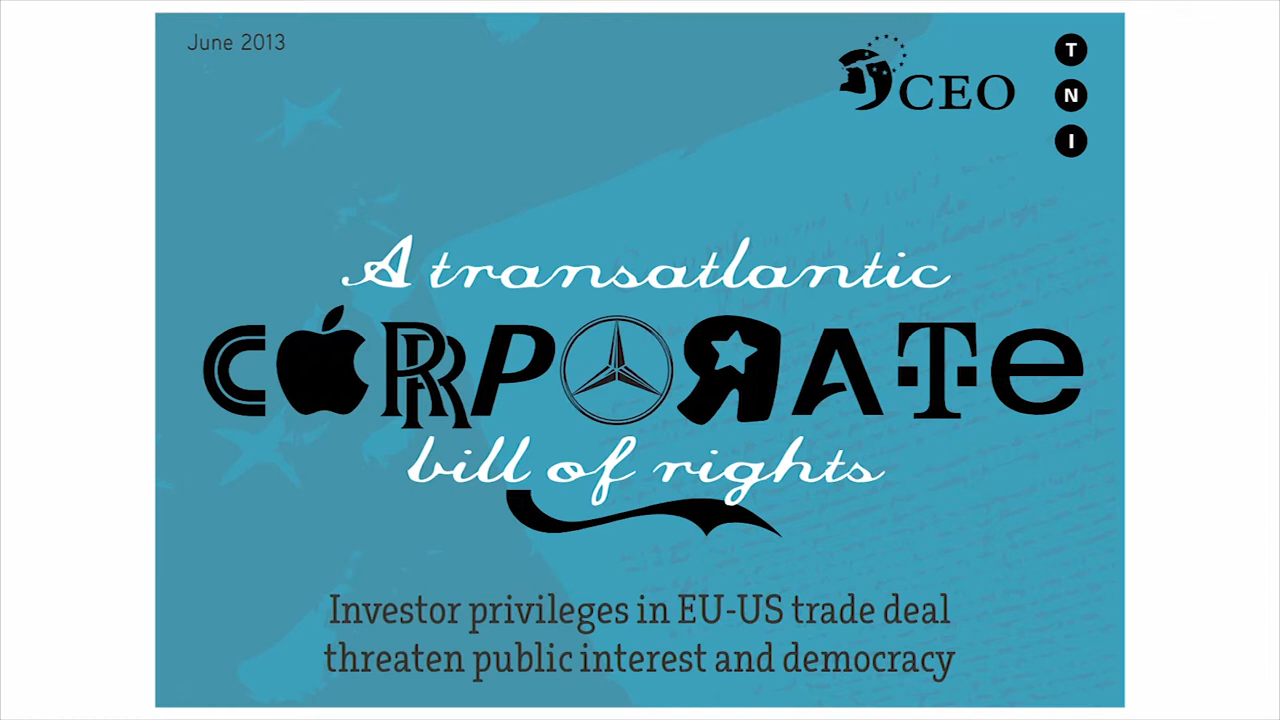 June 2013
CEO
T
N
I
A transatlantic
CORPORATE
bill of rights
Investor privileges in EU-US trade deal
threaten public interest and democracy